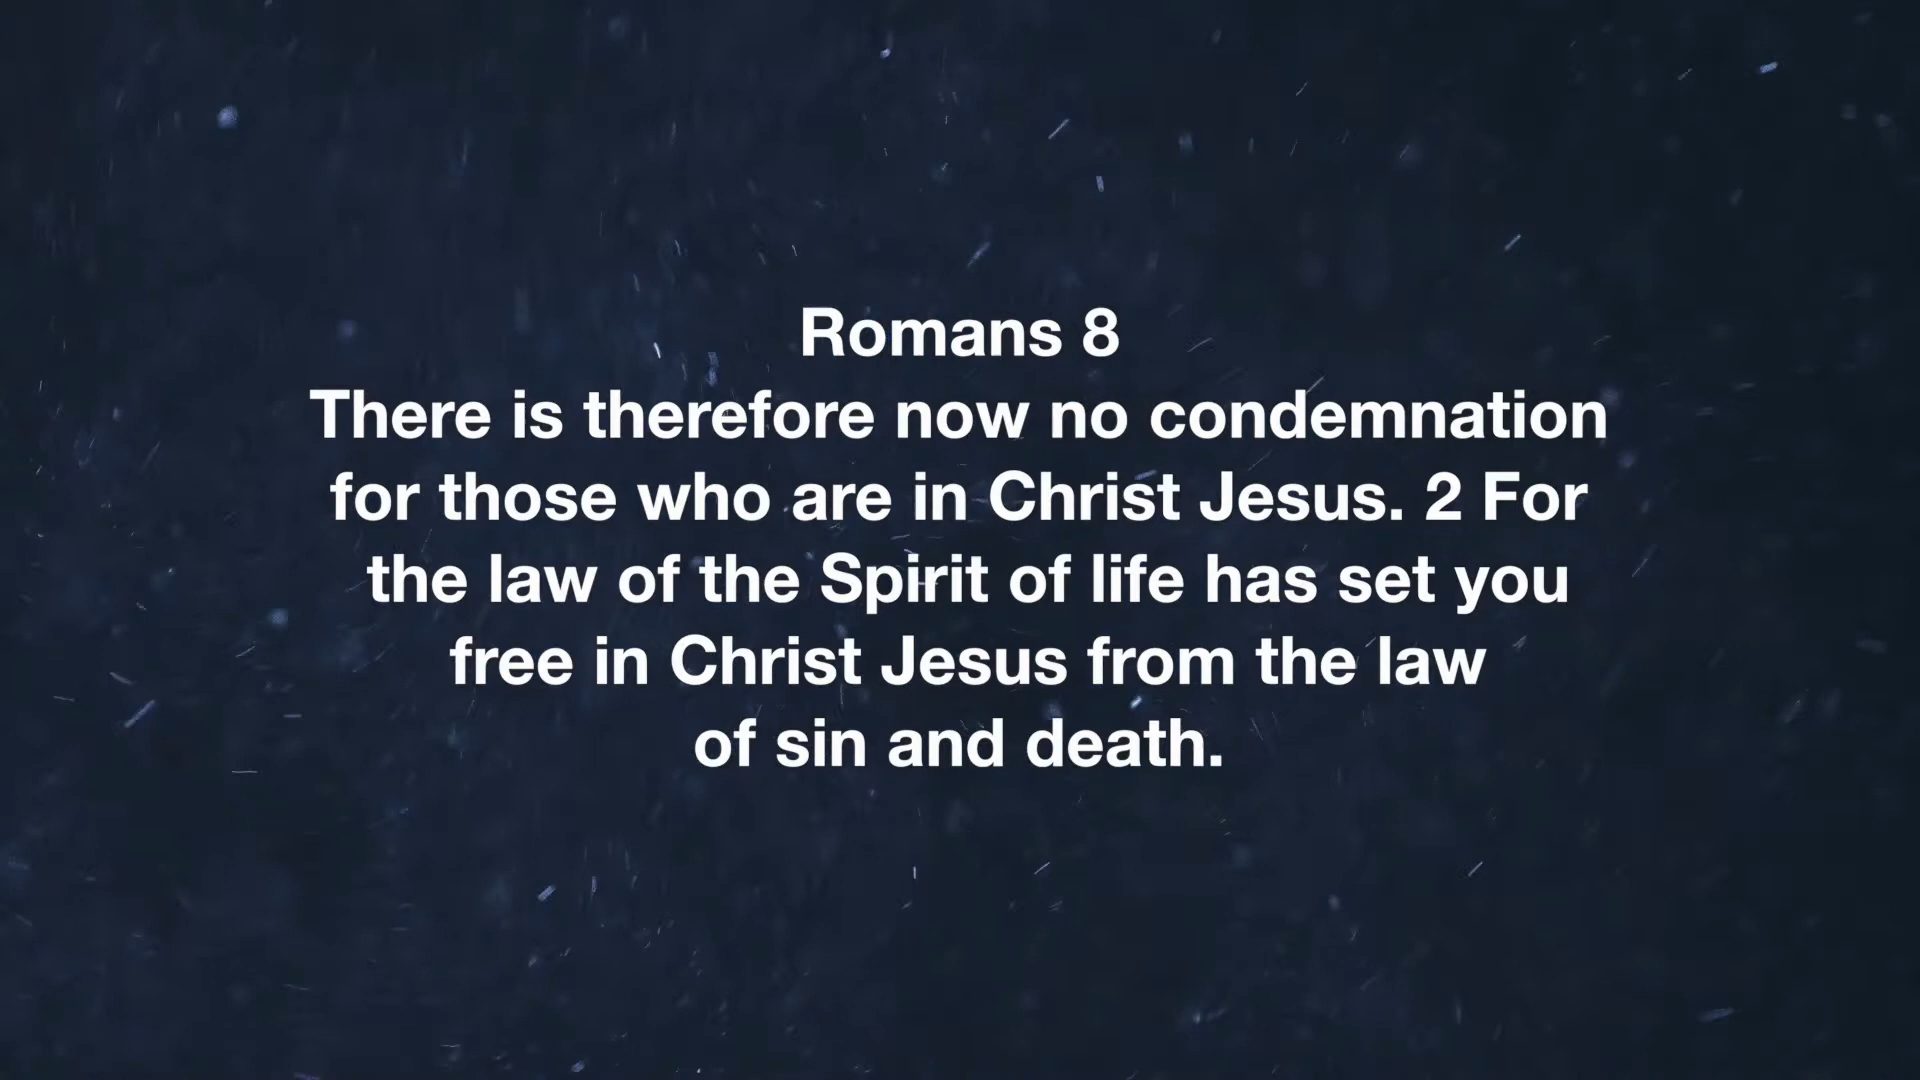 Romans 8
There is therefore now no condemnation
for those who are in Christ Jesus. 2 For
the law of the Spirit of life has set you
free in Christ Jesus from the law
of sin and death.